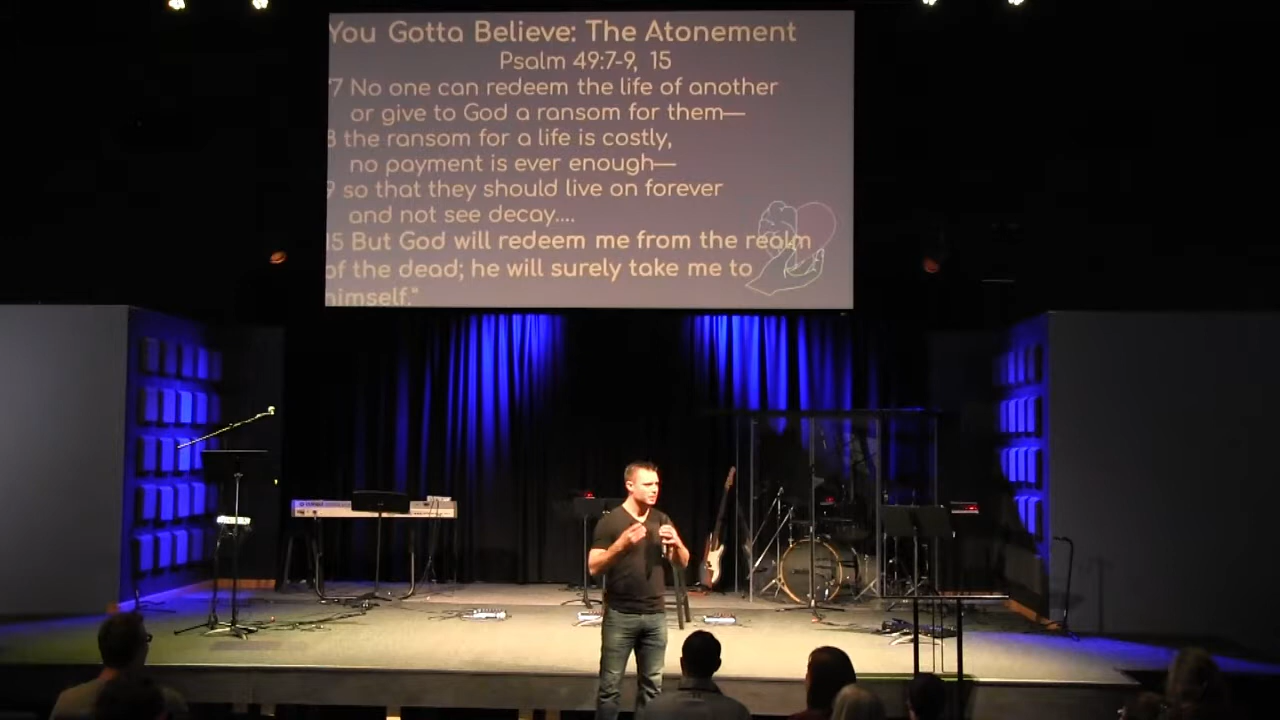 You Gotta Believe: The Atonement
Psalm 49:7-9, 15
7 No one can redeem the life of another
or give to God a ransom for them—
8 the ransom for a life is costly,
no payment is ever enough—
9 so that they should live on forever
and not see decay....
15 But God will redeem me from the realm
of the dead; he will surely take me to
himself."